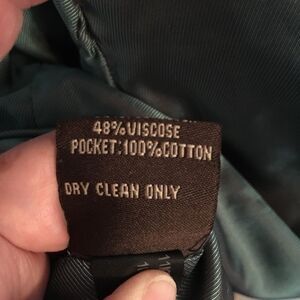 48%VISCOSE
POCKET:100%COTTON
DRY CLEAN ONLY